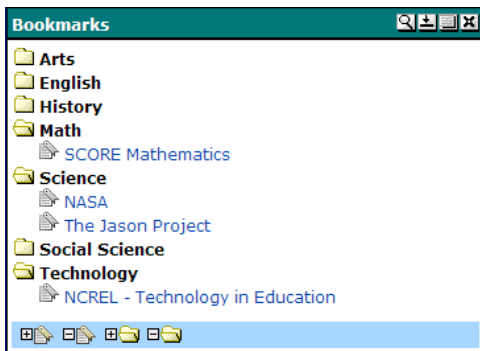 Bookmarks
Arts
English
History
Math
SCORE Mathematics
Science
NASA
The Jason Project
Social Science
Technology
NCREL - Technology in Education